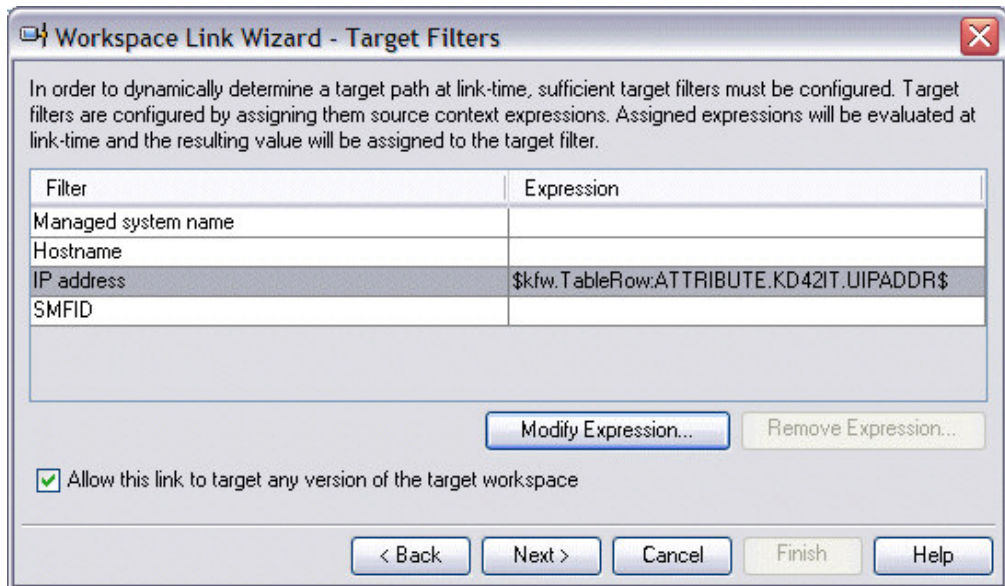 Workspace Link Wizard - Target Filters
In order to dynamically determine a target path at link-time, sufficient target filters must be configured. Target
filters are configured by assigning them source context expressions. Assigned expressions will be evaluated at
link-time and the resulting value will be assigned to the target filter.
Filter Expression
Managed system name
Hostname
IP address $kfw.TableRow:ATTRIBUTE.KD42IT.UIPADDR$
SMFID
Modify Expression... Remove Expression...
Allow this link to target any version of the target workspace
< Back Next > Cancel Finish Help